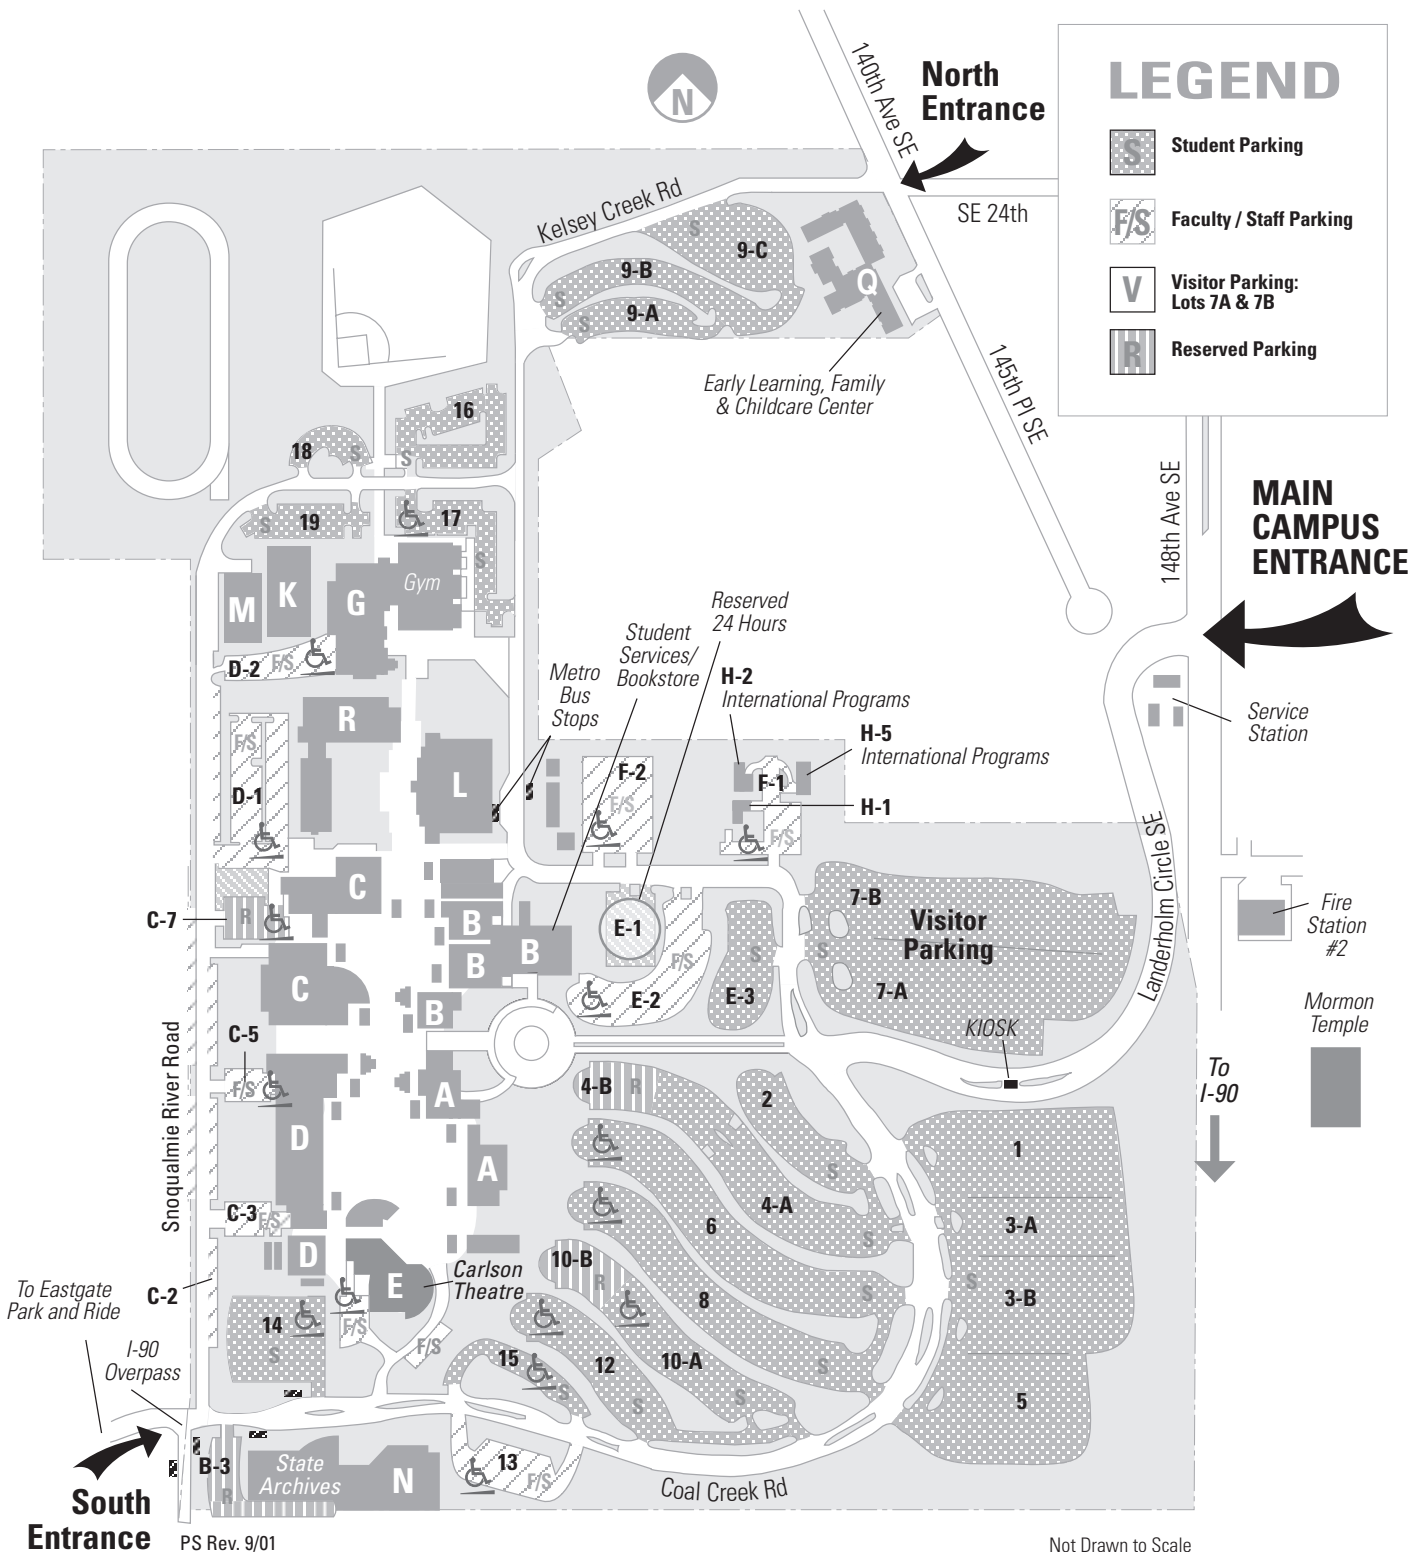 N
140th Ave SE
North
Entrance
LEGEND
S
Student Parking
F/S
Faculty / Staff Parking
V
Visitor Parking:
Lots 7A & 7B
R
Reserved Parking
SE 24th
Kelsey Creek Rd
S
9-C
9-B
S
9-A
S
Q
Early Learning, Family
& Childcare Center
145th Pl SE
148th Ave SE
MAIN
CAMPUS
ENTRANCE
16
S
18
S
19
S
17
S
M
K
G
Gym
D-2
F/S
Reserved
24 Hours
Student
Services/
Bookstore
Metro
Bus
Stops
H-2
International Programs
H-5
International Programs
H-1
Service
Station
R
L
F/S
D-1
F-2
F/S
F-1
F/S
Landerholm Circle SE
C
C-7
R
B
B
B
B
E-1
F/S
E-2
S
E-3
7-B
Visitor
Parking
S
7-A
Fire
Station
#2
Mormon
Temple
C
C-5
F/S
KIOSK
To
I-90
Snoqualmie River Road
A
A
D
4-B
R
2
S
1
4-A
S
6
3-A
C-3
F/S
D
E
Carlson
Theatre
10-B
R
8
S
S
3-B
C-2
To Eastgate
Park and Ride
I-90
Overpass
14
S
F/S
F/S
15
S
12
S
10-A
S
S
5
South
Entrance
B-3
R
State
Archives
N
13
F/S
Coal Creek Rd
PS Rev. 9/01
Not Drawn to Scale